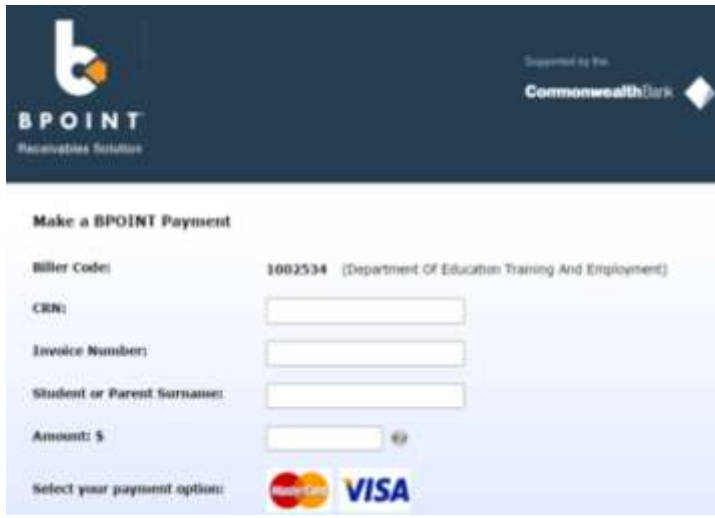 b
BPOINT
Receivables Solution
Supported by the
CommonwealthBank
Make a BPOINT Payment
Biller Code: 1002534 (Department Of Education Training And Employment)
CRN:
Invoice Number:
Student or Parent Surname:
Amount: $
Select your payment option: MasterCard VISA